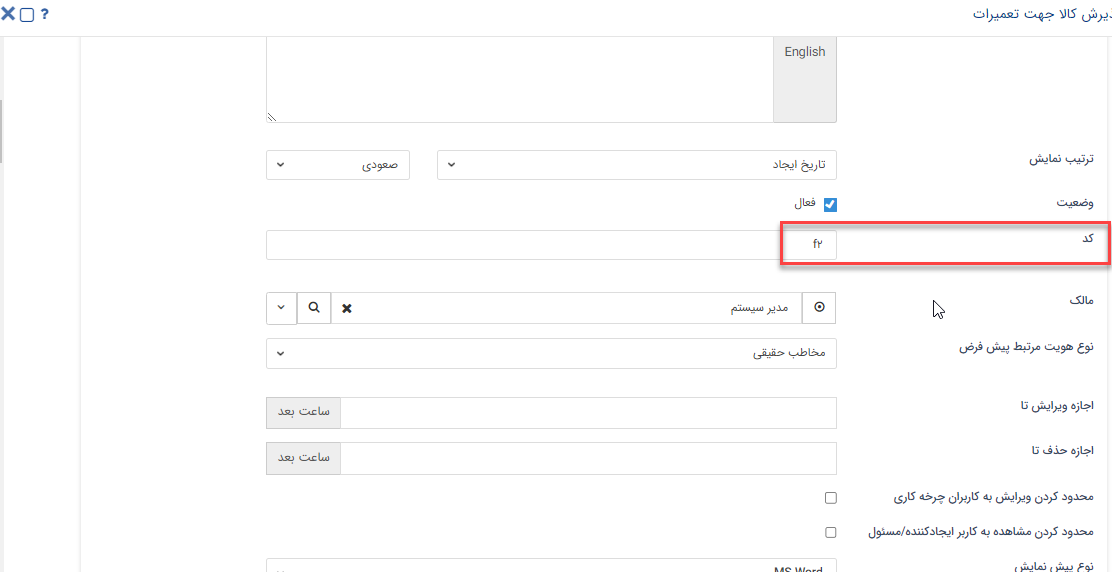 پذیرش کالا جهت تعمیرات ?
English
ترتیب نمایش تاریخ ایجاد صعودی
وضعیت فعال
کد f۲
مالک مدیر سیستم
نوع هویت مرتبط پیش فرض مخاطب حقیقی
اجازه ویرایش تا ساعت بعد
اجازه حذف تا ساعت بعد
محدود کردن ویرایش به کاربران چرخه کاری
محدود کردن مشاهده به کاربر ایجادکننده/مسئول
نوع پیش نمایش MS Word